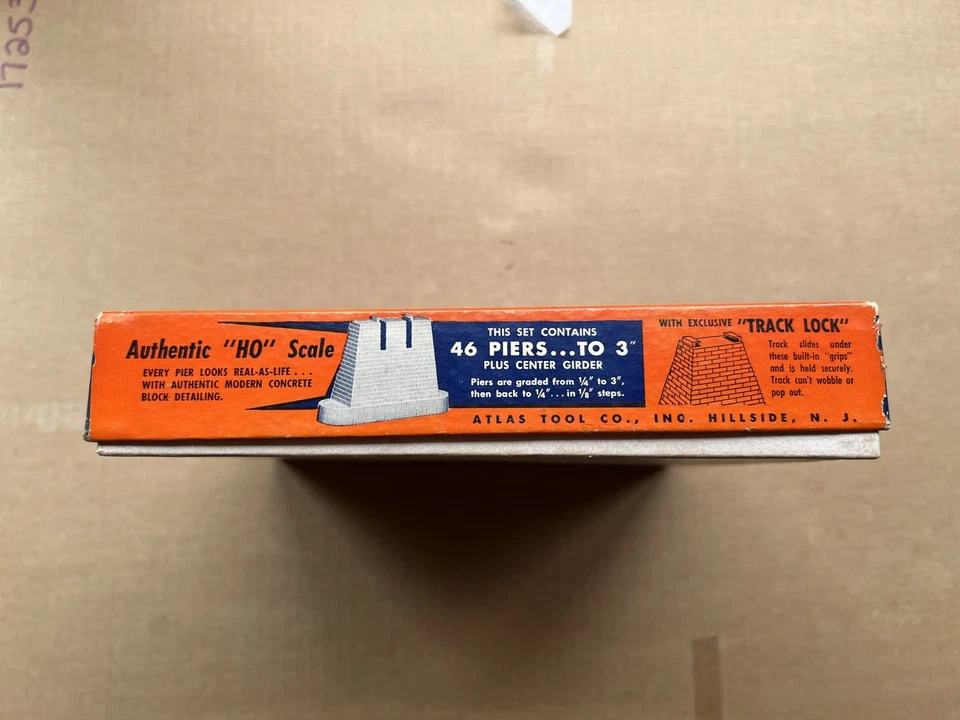 17253
Authentic "HO" Scale
EVERY PIER LOOKS REAL-AS-LIFE...
WITH AUTHENTIC MODERN CONCRETE
BLOCK DETAILING.
THIS SET CONTAINS
46 PIERS...TO 3"
PLUS CENTER GIRDER
Piers are graded from 1/4" to 3",
then back to 1/4"...in 1/8" steps.
WITH EXCLUSIVE "TRACK LOCK"
Track slides under
these built-in "grips"
and is held securely.
Track can't wobble or
pop out.
ATLAS TOOL CO., INC. HILLSIDE, N. J.